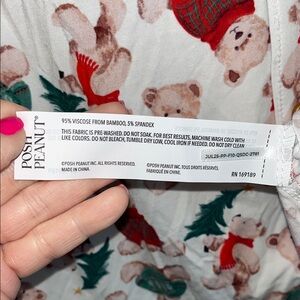 POSH
PEANUT®
95% VISCOSE FROM BAMBOO, 5% SPANDEX
THIS FABRIC IS PRE-WASHED. DO NOT SOAK. FOR BEST RESULTS, MACHINE WASH COLD WITH
LIKE COLORS. DO NOT BLEACH, TUMBLE DRY LOW, COOL IRON IF NEEDED. DO NOT DRY CLEAN
©POSH PEANUT INC. ALL RIGHTS RESERVED.
MADE IN CHINA.
©POSH PEANUT INC. TOUS DROITS RÉSERVÉS.
FABRIQUÉ EN CHINE.
RN 169189